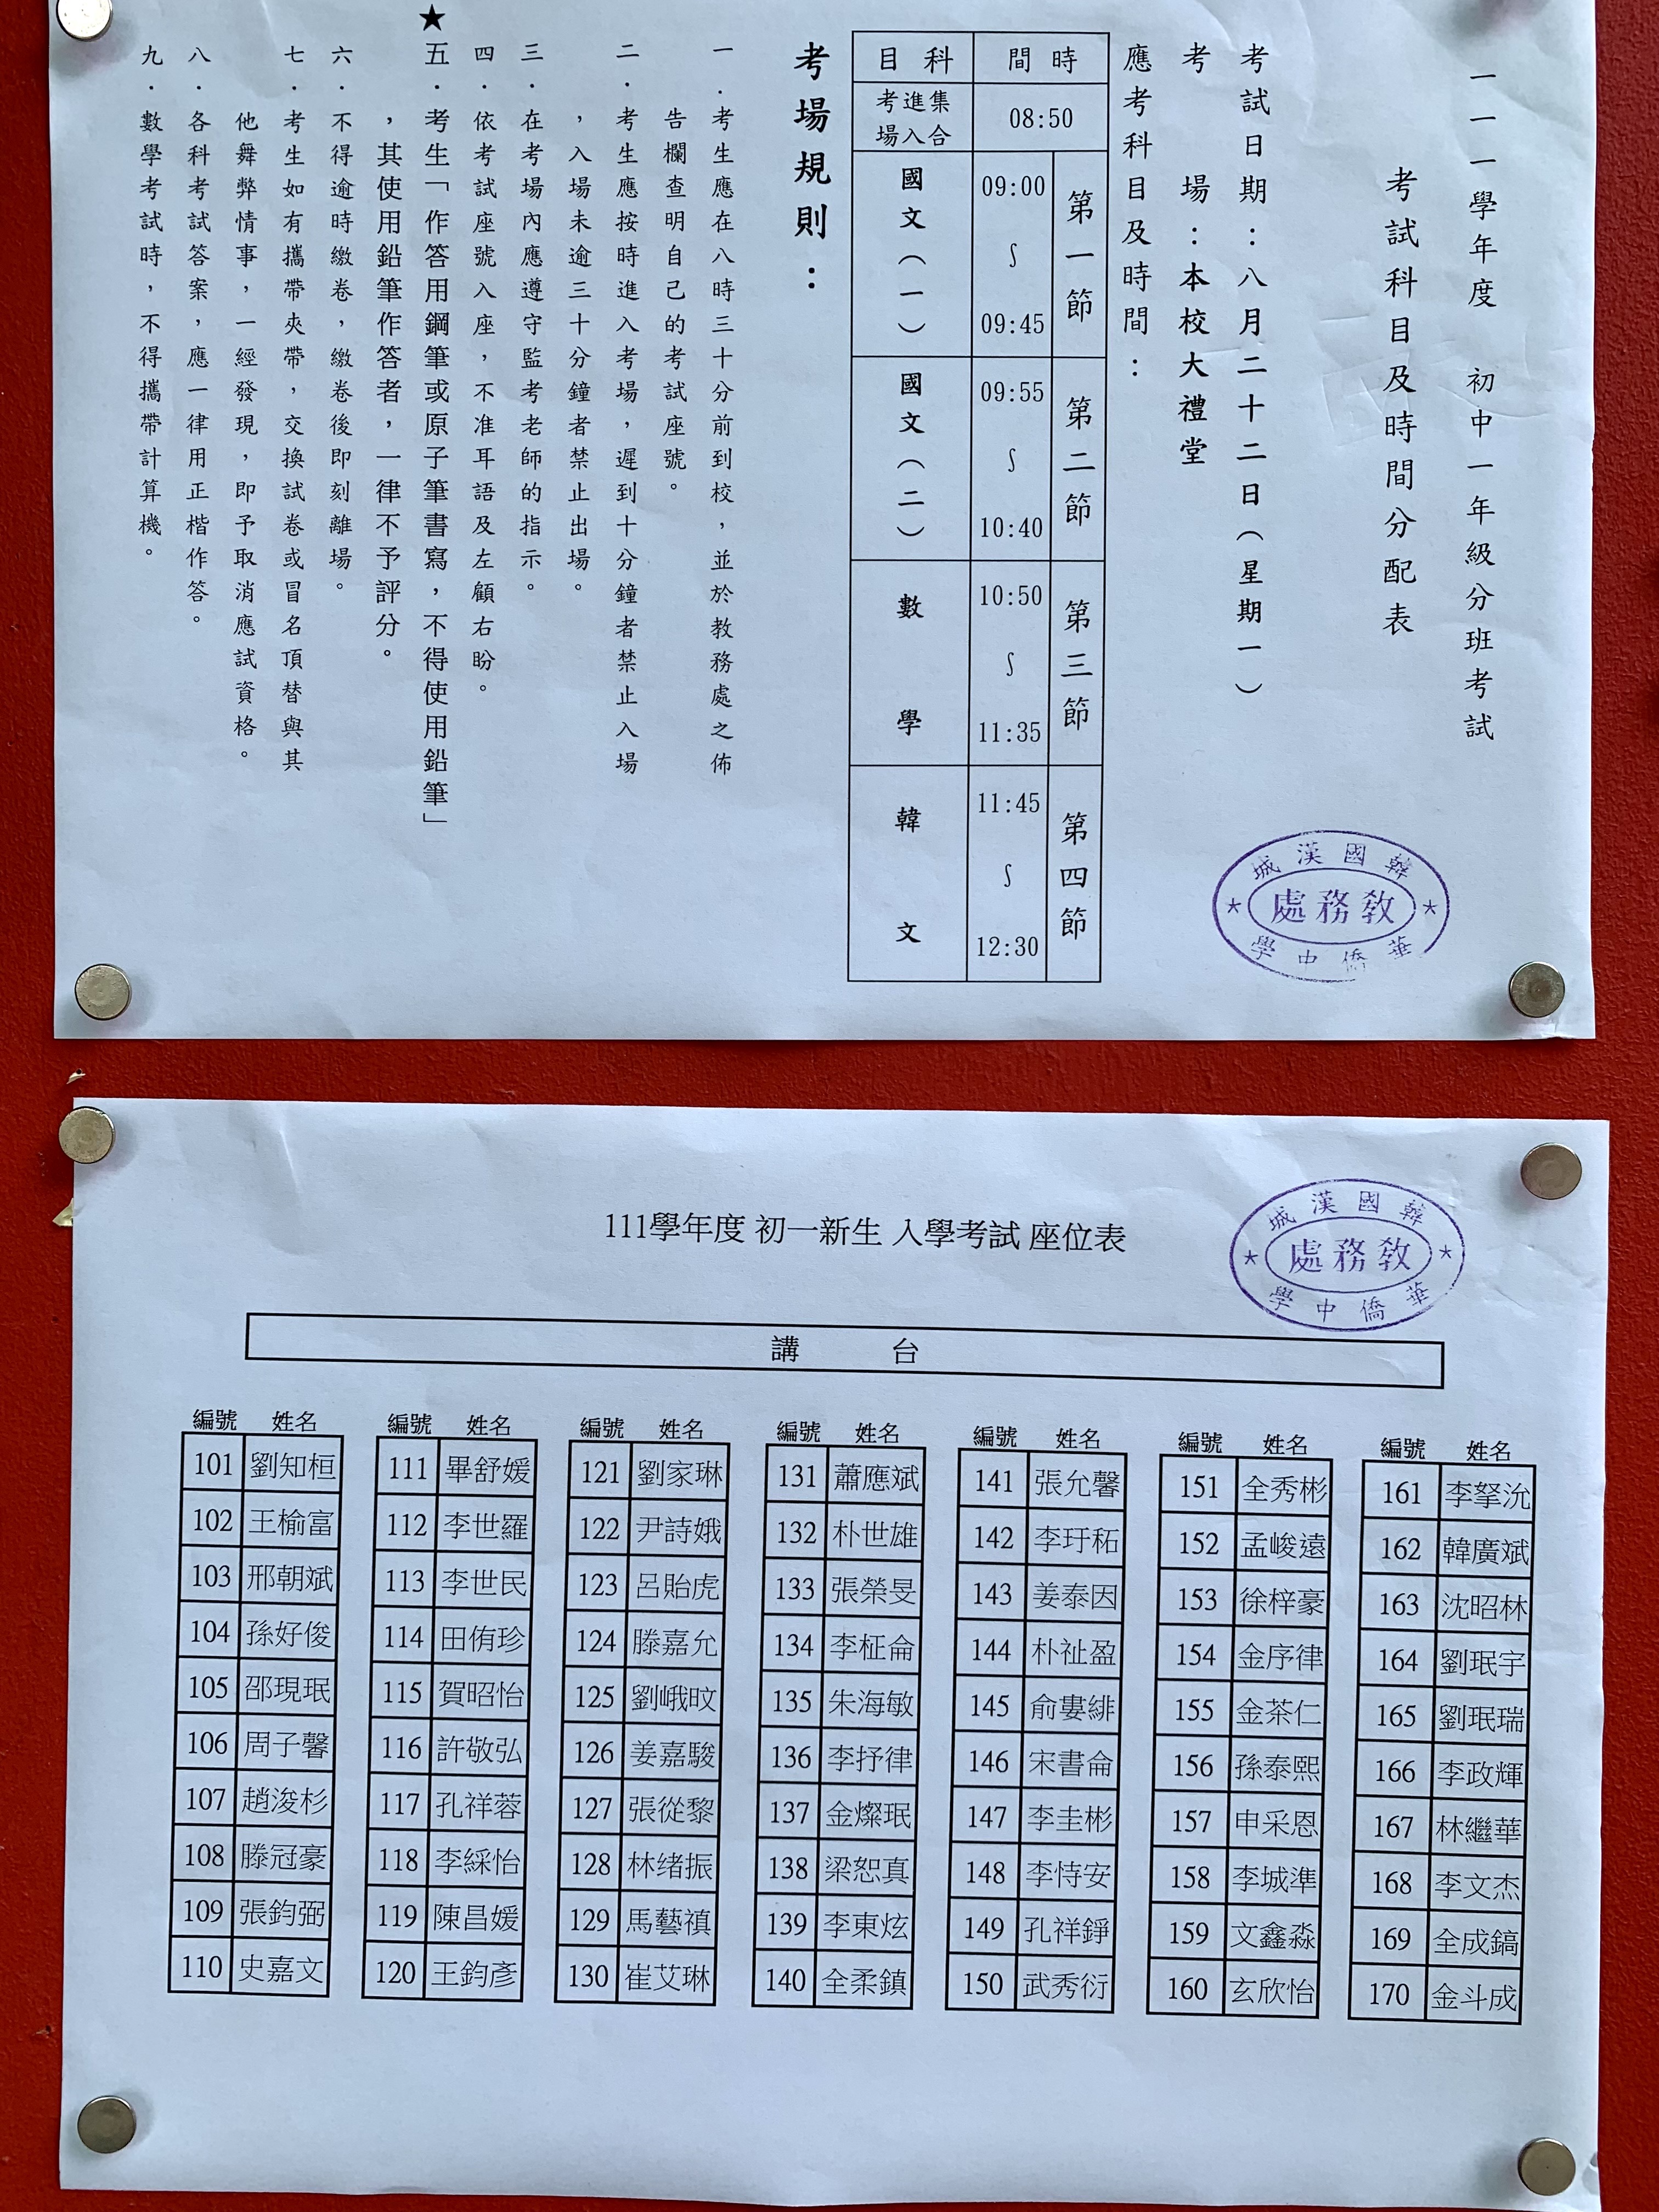 一一一學年度 初中一年級分班考試
考試科目及時間分配表
考試日期：八月二十二日（星期一）
考場：本校大禮堂
應考科目及時間：
時間 科目
08:50 集合進入考場
第一節 09:00∫09:45 國文（一）
第二節 09:55∫10:40 國文（二）
第三節 10:50∫11:35 數學
第四節 11:45∫12:30 韓文
考場規則：
一．考生應在八時三十分前到校，並於教務處之佈
告欄查明自己的考試座號。
二．考生應按時進入考場，遲到十分鐘者禁止入場
，入場未逾三十分鐘者禁止出場。
三．在考場內應遵守監考老師的指示。
四．依考試座號入座，不准耳語及左顧右盼。
★五．考生「作答用鋼筆或原子筆書寫，不得使用鉛筆」
，其使用鉛筆作答者，一律不予評分。
六．不得逾時繳卷，繳卷後即刻離場。
七．考生如有攜帶夾帶，交換試卷或冒名頂替與其
他舞弊情事，一經發現，即予取消應試資格。
八．各科考試答案，應一律用正楷作答。
九．數學考試時，不得攜帶計算機。
韓國漢城
★教務處★
華僑中學
111學年度 初一新生 入學考試 座位表
韓國漢城
★教務處★
華僑中學
講台
編號 姓名
101 劉知桓
102 王榆富
103 邢朝斌
104 孫好俊
105 邵現珉
106 周子馨
107 趙浚杉
108 滕冠豪
109 張鈞弼
110 史嘉文
編號 姓名
111 畢舒媛
112 李世羅
113 李世民
114 田侑珍
115 賀昭怡
116 許敬弘
117 孔祥蓉
118 李綵怡
119 陳昌媛
120 王鈞彥
編號 姓名
121 劉家琳
122 尹詩娥
123 呂貽虎
124 滕嘉允
125 劉峨旼
126 姜嘉駿
127 張從黎
128 林绪振
129 馬藝禛
130 崔艾琳
編號 姓名
131 蕭應斌
132 朴世雄
133 張榮旻
134 李柾侖
135 朱海敏
136 李抒律
137 金燦珉
138 梁恕真
139 李東炫
140 全柔鎮
編號 姓名
141 張允馨
142 李玗秳
143 姜泰因
144 朴祉盈
145 俞婁緋
146 宋書侖
147 李圭彬
148 李恃安
149 孔祥錚
150 武秀衍
編號 姓名
151 全秀彬
152 孟峻遠
153 徐梓豪
154 金序律
155 金茶仁
156 孫泰熙
157 申采恩
158 李城準
159 文鑫淼
160 玄欣怡
編號 姓名
161 李拏沇
162 韓廣斌
163 沈昭林
164 劉珉宇
165 劉珉瑞
166 李政輝
167 林繼華
168 李文杰
169 全成鎬
170 金斗成